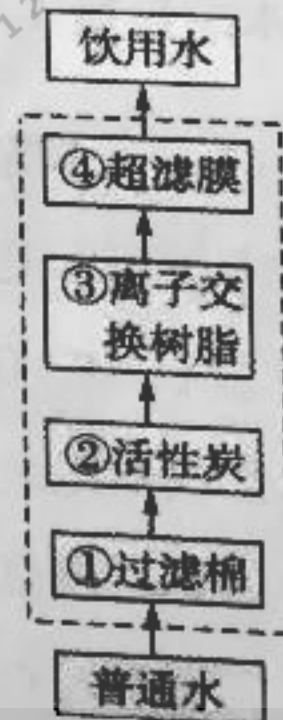 饮用水
④超滤膜
③离子交
换树脂
②活性炭
①过滤棉
普通水